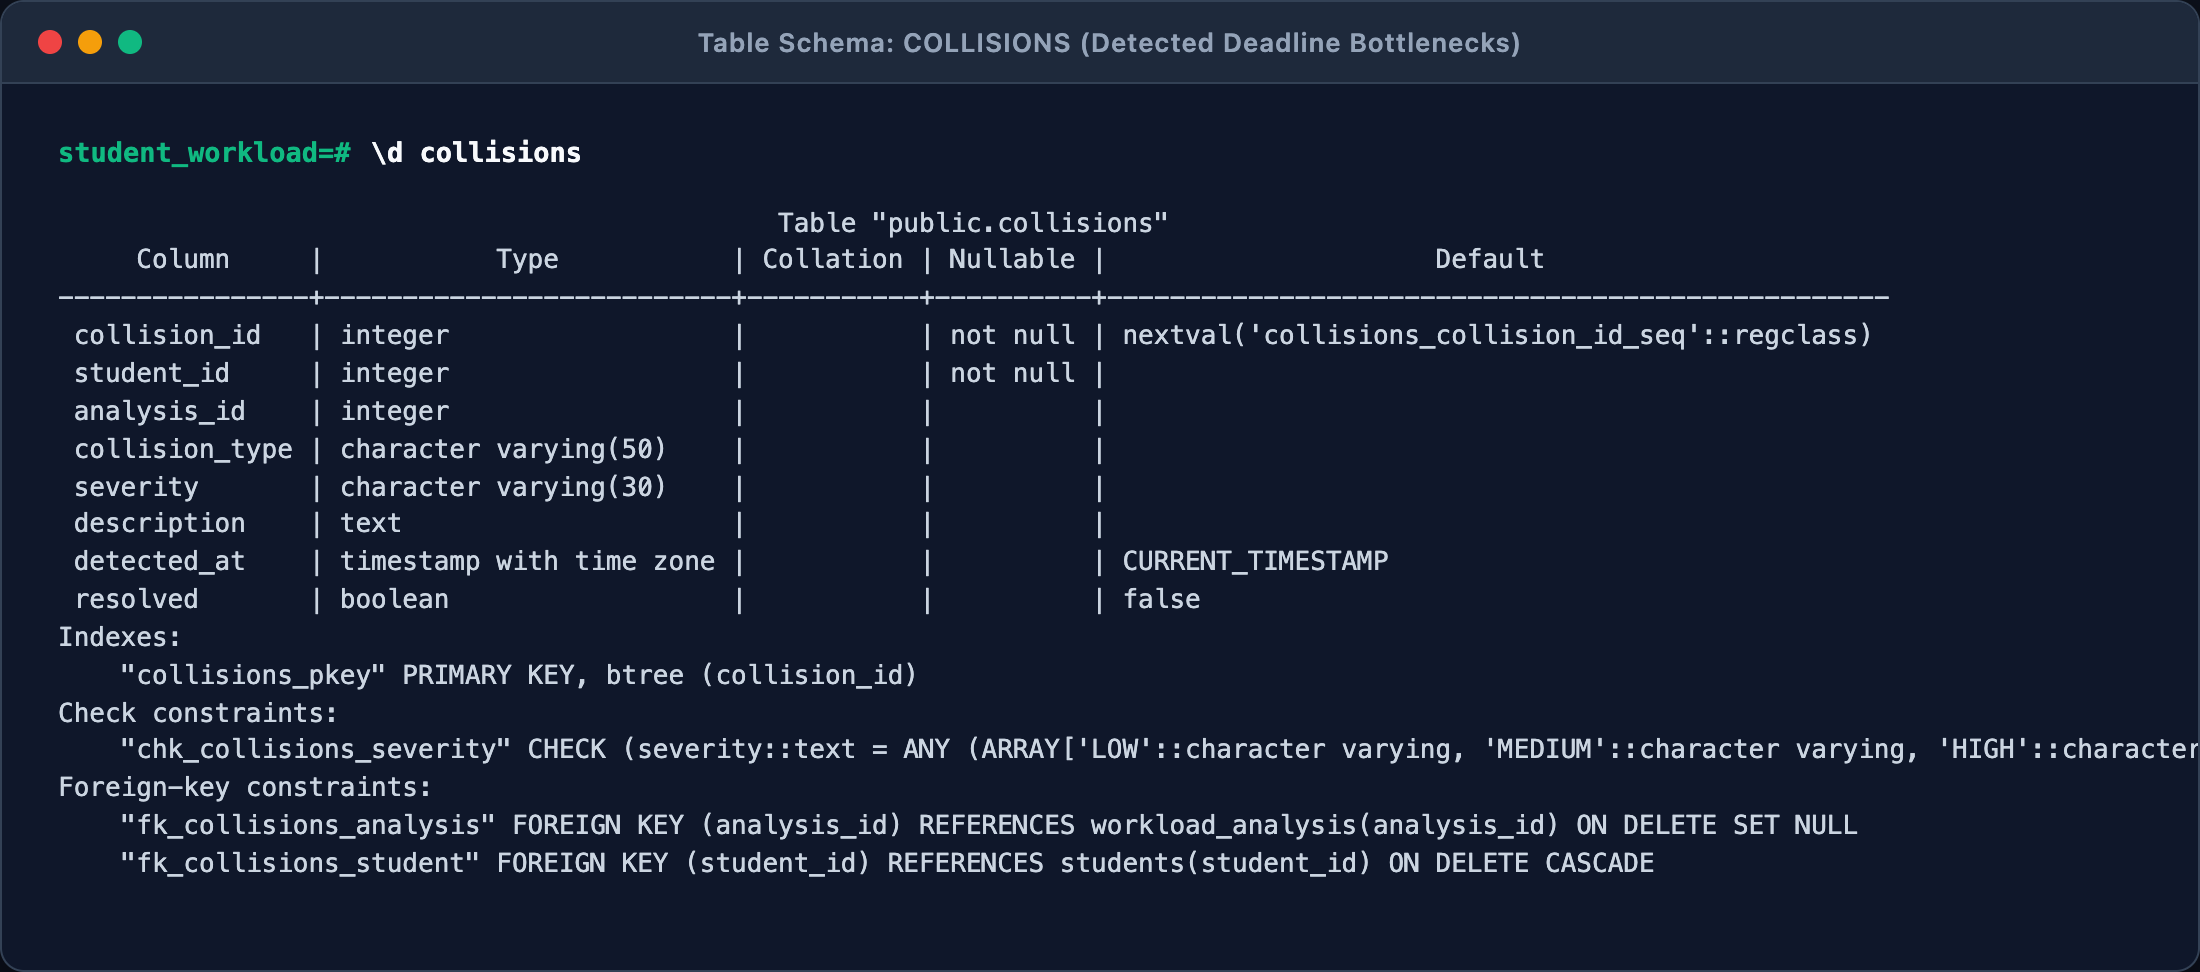 Table Schema: COLLISIONS (Detected Deadline Bottlenecks)
student_workload=# \d collisions
Table "public.collisions"
Column | Type | Collation | Nullable | Default
----------------+--------------------------+-----------+----------+--------------------------------------------------
collision_id | integer | | not null | nextval('collisions_collision_id_seq'::regclass)
student_id | integer | | not null |
analysis_id | integer | | |
collision_type | character varying(50) | | |
severity | character varying(30) | | |
description | text | | |
detected_at | timestamp with time zone | | | CURRENT_TIMESTAMP
resolved | boolean | | | false
Indexes:
"collisions_pkey" PRIMARY KEY, btree (collision_id)
Check constraints:
"chk_collisions_severity" CHECK (severity::text = ANY (ARRAY['LOW'::character varying, 'MEDIUM'::character varying, 'HIGH'::character
Foreign-key constraints:
"fk_collisions_analysis" FOREIGN KEY (analysis_id) REFERENCES workload_analysis(analysis_id) ON DELETE SET NULL
"fk_collisions_student" FOREIGN KEY (student_id) REFERENCES students(student_id) ON DELETE CASCADE